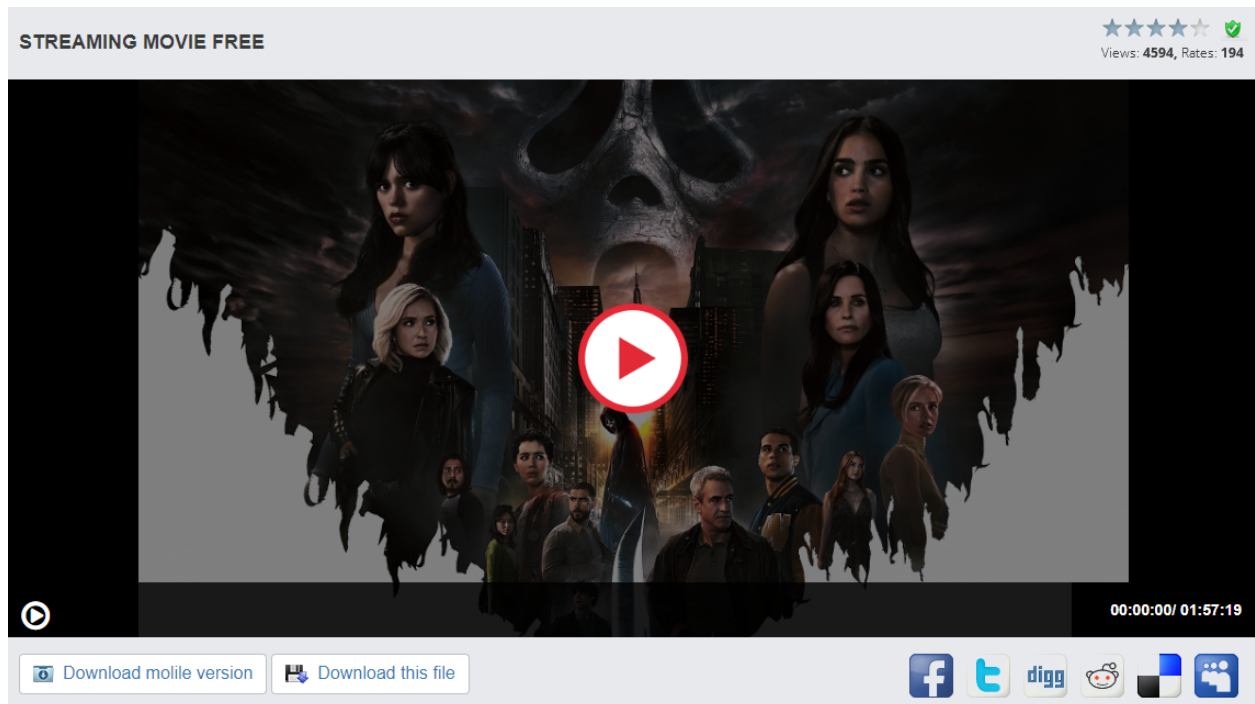 STREAMING MOVIE FREE
Views: 4594, Rates: 194
00:00:00/ 01:57:19
Download molile version
Download this file
digg